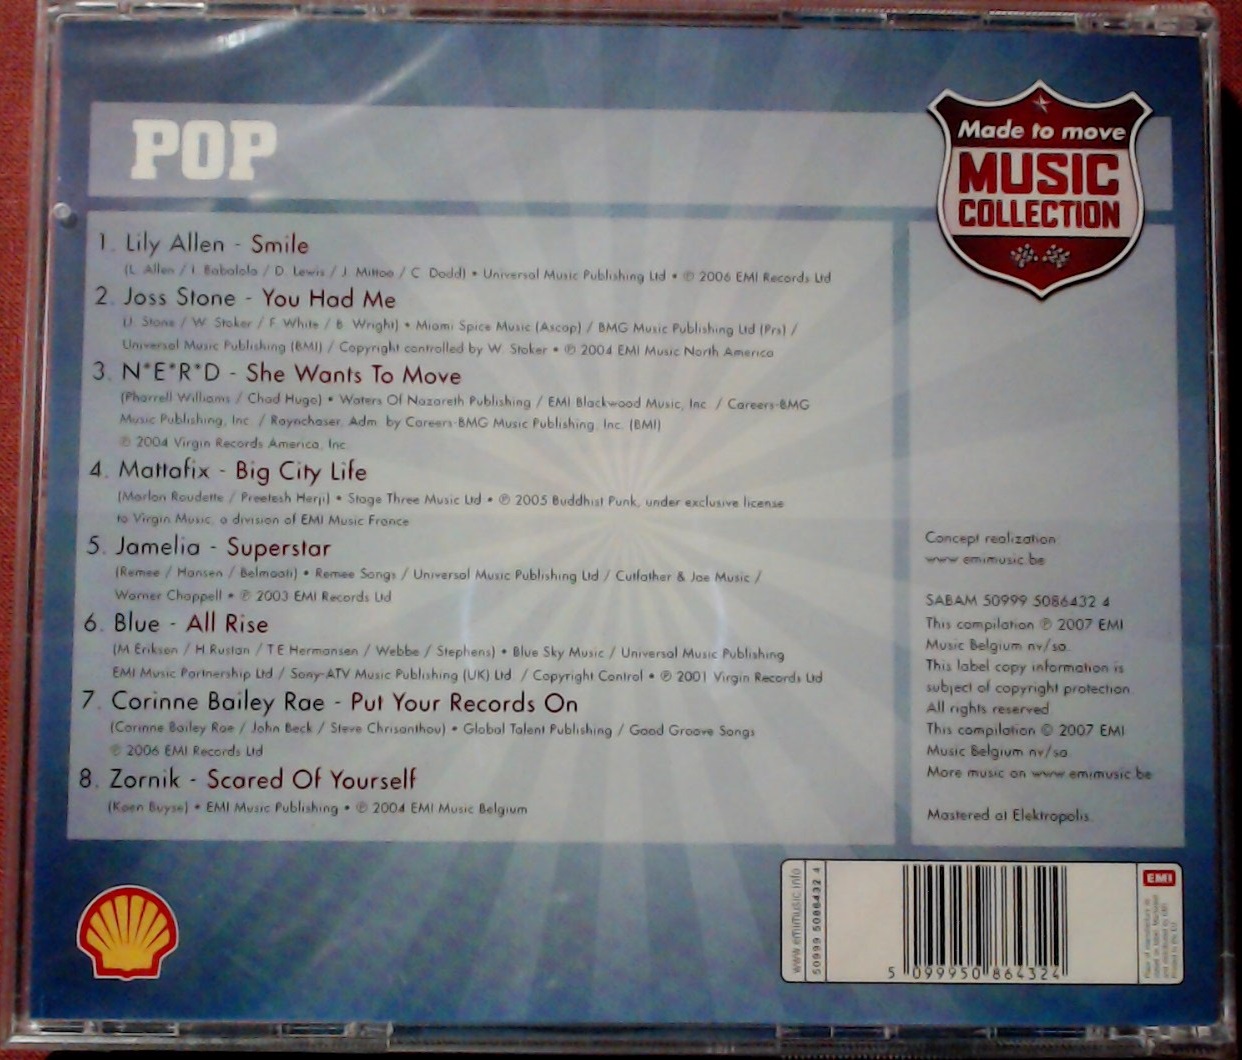 POP
Made to move
MUSIC
COLLECTION
1. Lily Allen - Smile
(L. Allen / I. Babalola / D. Lewis / J. Mittoo / C. Dodd) • Universal Music Publishing Ltd • ℗ 2006 EMI Records Ltd
2. Joss Stone - You Had Me
(J. Stone / W. Stoker / F. White / B. Wright) • Miami Spice Music (Ascap) / BMG Music Publishing Ltd (Prs) /
Universal Music Publishing (BMI) / Copyright controlled by W. Stoker • ℗ 2004 EMI Music North America
3. N*E*R*D - She Wants To Move
(Pharrell Williams / Chad Hugo) • Waters Of Nazareth Publishing / EMI Blackwood Music, Inc. / Careers-BMG
Music Publishing, Inc. / Raynchaser, Adm. by Careers-BMG Music Publishing, Inc. (BMI)
℗ 2004 Virgin Records America, Inc.
4. Mattafix - Big City Life
(Marlon Roudette / Preetesh Herji) • Stage Three Music Ltd • ℗ 2005 Buddhist Punk, under exclusive license
to Virgin Music, a division of EMI Music France
5. Jamelia - Superstar
(Remee / Hansen / Belmaati) • Remee Songs / Universal Music Publishing Ltd / Cutfather & Joe Music /
Warner Chappell • ℗ 2003 EMI Records Ltd
6. Blue - All Rise
(M.Eriksen / H.Rustan / T.E.Hermansen / Webbe / Stephens) • Blue Sky Music / Universal Music Publishing
EMI Music Partnership Ltd / Sony-ATV Music Publishing (UK) Ltd. / Copyright Control • ℗ 2001 Virgin Records Ltd
7. Corinne Bailey Rae - Put Your Records On
(Corinne Bailey Rae / John Beck / Steve Chrisanthou) • Global Talent Publishing / Good Groove Songs
℗ 2006 EMI Records Ltd
8. Zornik - Scared Of Yourself
(Koen Buyse) • EMI Music Publishing • ℗ 2004 EMI Music Belgium
Concept realization:
www.emimusic.be
SABAM 50999 5086432 4
This compilation ℗ 2007 EMI
Music Belgium nv/sa.
This label copy information is
subject of copyright protection.
All rights reserved
This compilation © 2007 EMI
Music Belgium nv/sa
More music on www.emimusic.be
Mastered at Elektropolis.
www.emimusic.info
50999 5086432 4
5 099950 864324
EMI